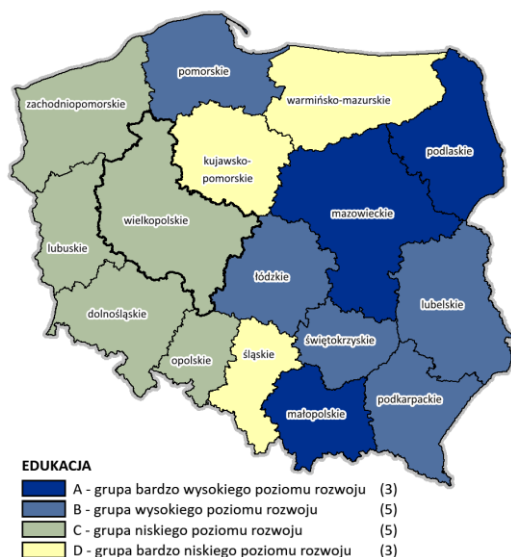 pomorskie
zachodniopomorskie
warmińsko-mazurskie
podlaskie
kujawsko-
pomorskie
wielkopolskie
mazowieckie
lubuskie
łódzkie
lubelskie
dolnośląskie
świętokrzyskie
opolskie
śląskie
podkarpackie
małopolskie
EDUKACJA
A - grupa bardzo wysokiego poziomu rozwoju (3)
B - grupa wysokiego poziomu rozwoju (5)
C - grupa niskiego poziomu rozwoju (5)
D - grupa bardzo niskiego poziomu rozwoju (3)